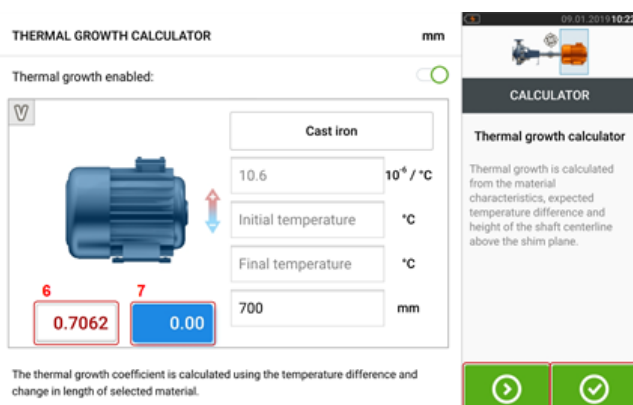 THERMAL GROWTH CALCULATOR mm
Thermal growth enabled:
V
Cast iron
10.6 10⁻⁶ / °C
Initial temperature °C
Final temperature °C
6 7
0.7062 0.00 700 mm
The thermal growth coefficient is calculated using the temperature difference and
change in length of selected material.
09.01.2019 10:22
CALCULATOR
Thermal growth calculator
Thermal growth is calculated
from the material
characteristics, expected
temperature difference and
height of the shaft centerline
above the shim plane.